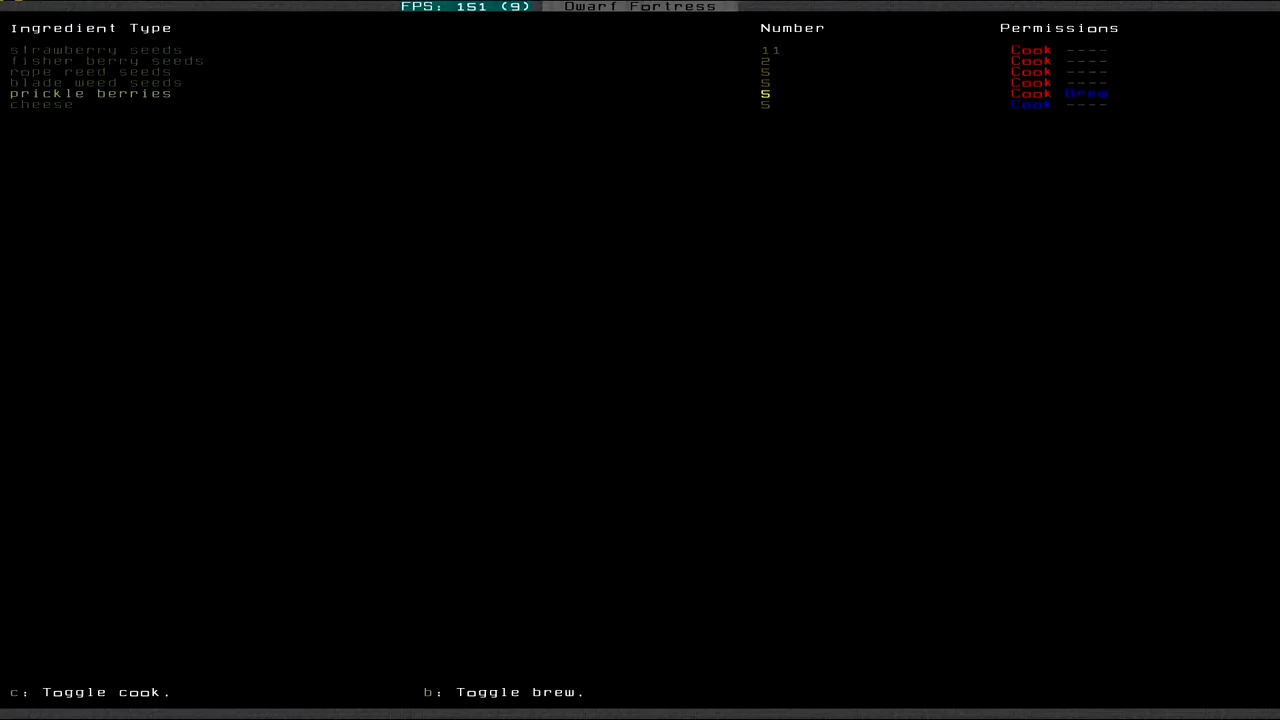 FPS: 151 (9) Dwarf Fortress
Ingredient Type Number Permissions
strawberry seeds 11 Cook ----
fisher berry seeds 2 Cook ----
rope reed seeds 5 Cook ----
blade weed seeds 5 Cook ----
prickle berries 5 Cook Brew
cheese 5 Cook ----
c: Toggle cook. b: Toggle brew.